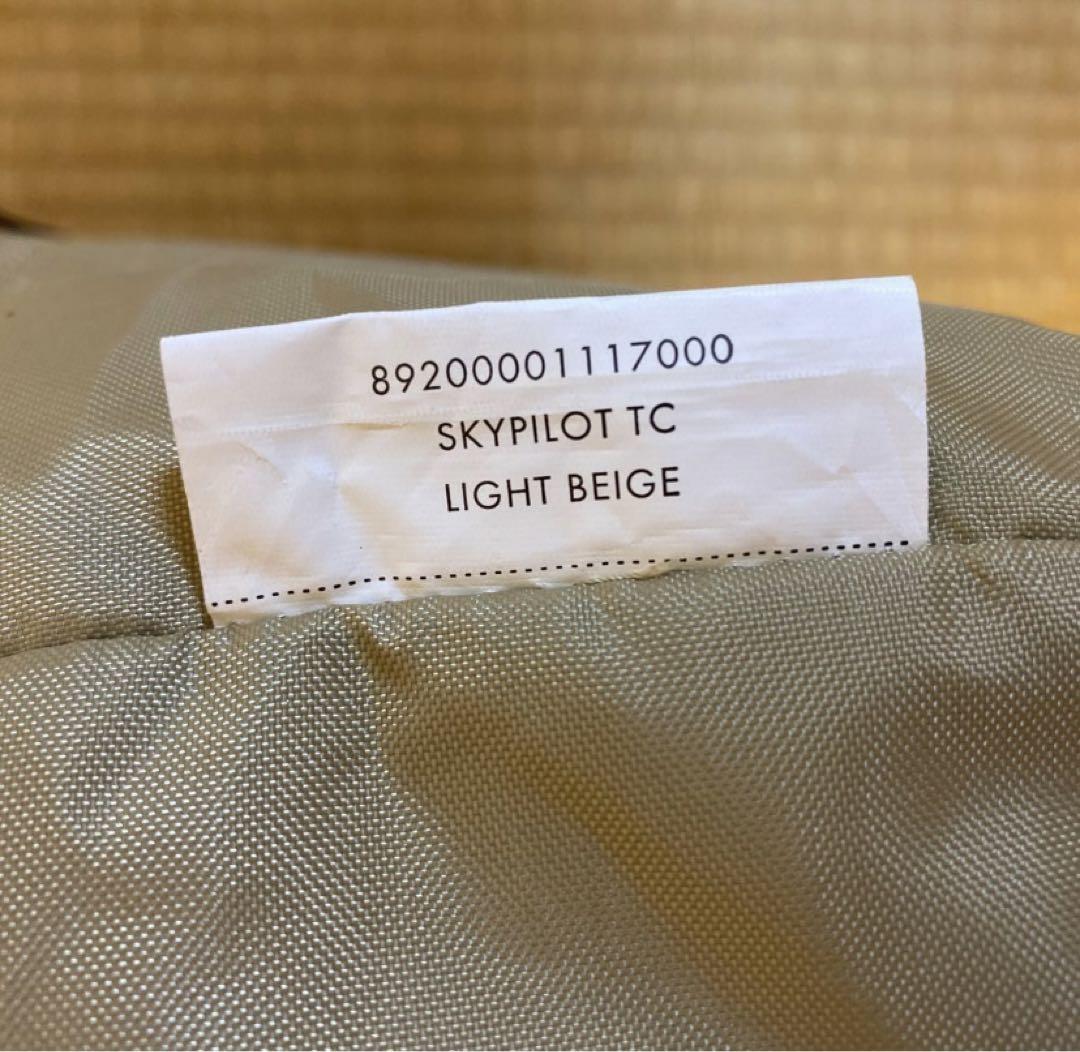 89200001117000
SKYPILOT TC
LIGHT BEIGE